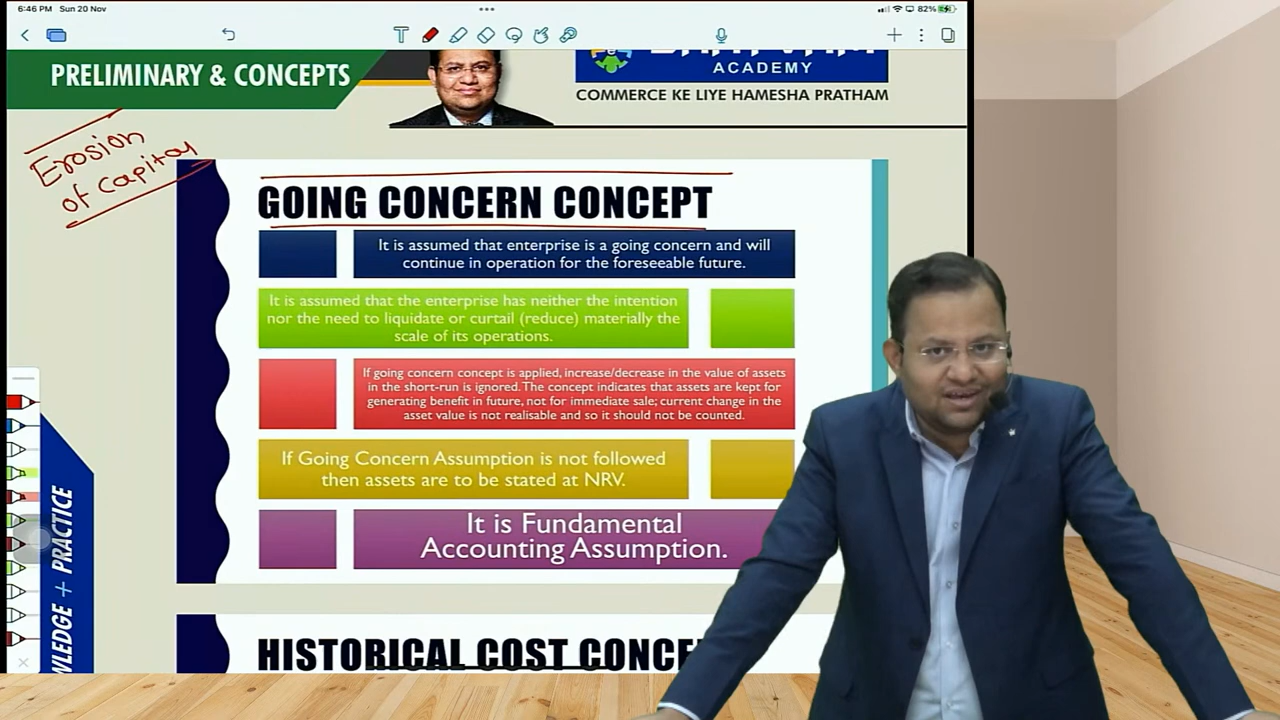 6:46 PM Sun 20 Nov
82%
PRELIMINARY & CONCEPTS
ACADEMY
COMMERCE KE LIYE HAMESHA PRATHAM
Erosion
of capital
GOING CONCERN CONCEPT
It is assumed that enterprise is a going concern and will
continue in operation for the foreseeable future.
It is assumed that the enterprise has neither the intention
nor the need to liquidate or curtail (reduce) materially the
scale of its operations.
If going concern concept is applied, increase/decrease in the value of assets
in the short-run is ignored. The concept indicates that assets are kept for
generating benefit in future, not for immediate sale; current change in the
asset value is not realisable and so it should not be counted.
If Going Concern Assumption is not followed
then assets are to be stated at NRV.
It is Fundamental
Accounting Assumption.
HISTORICAL COST CONCE
WLEDGE + PRACTICE